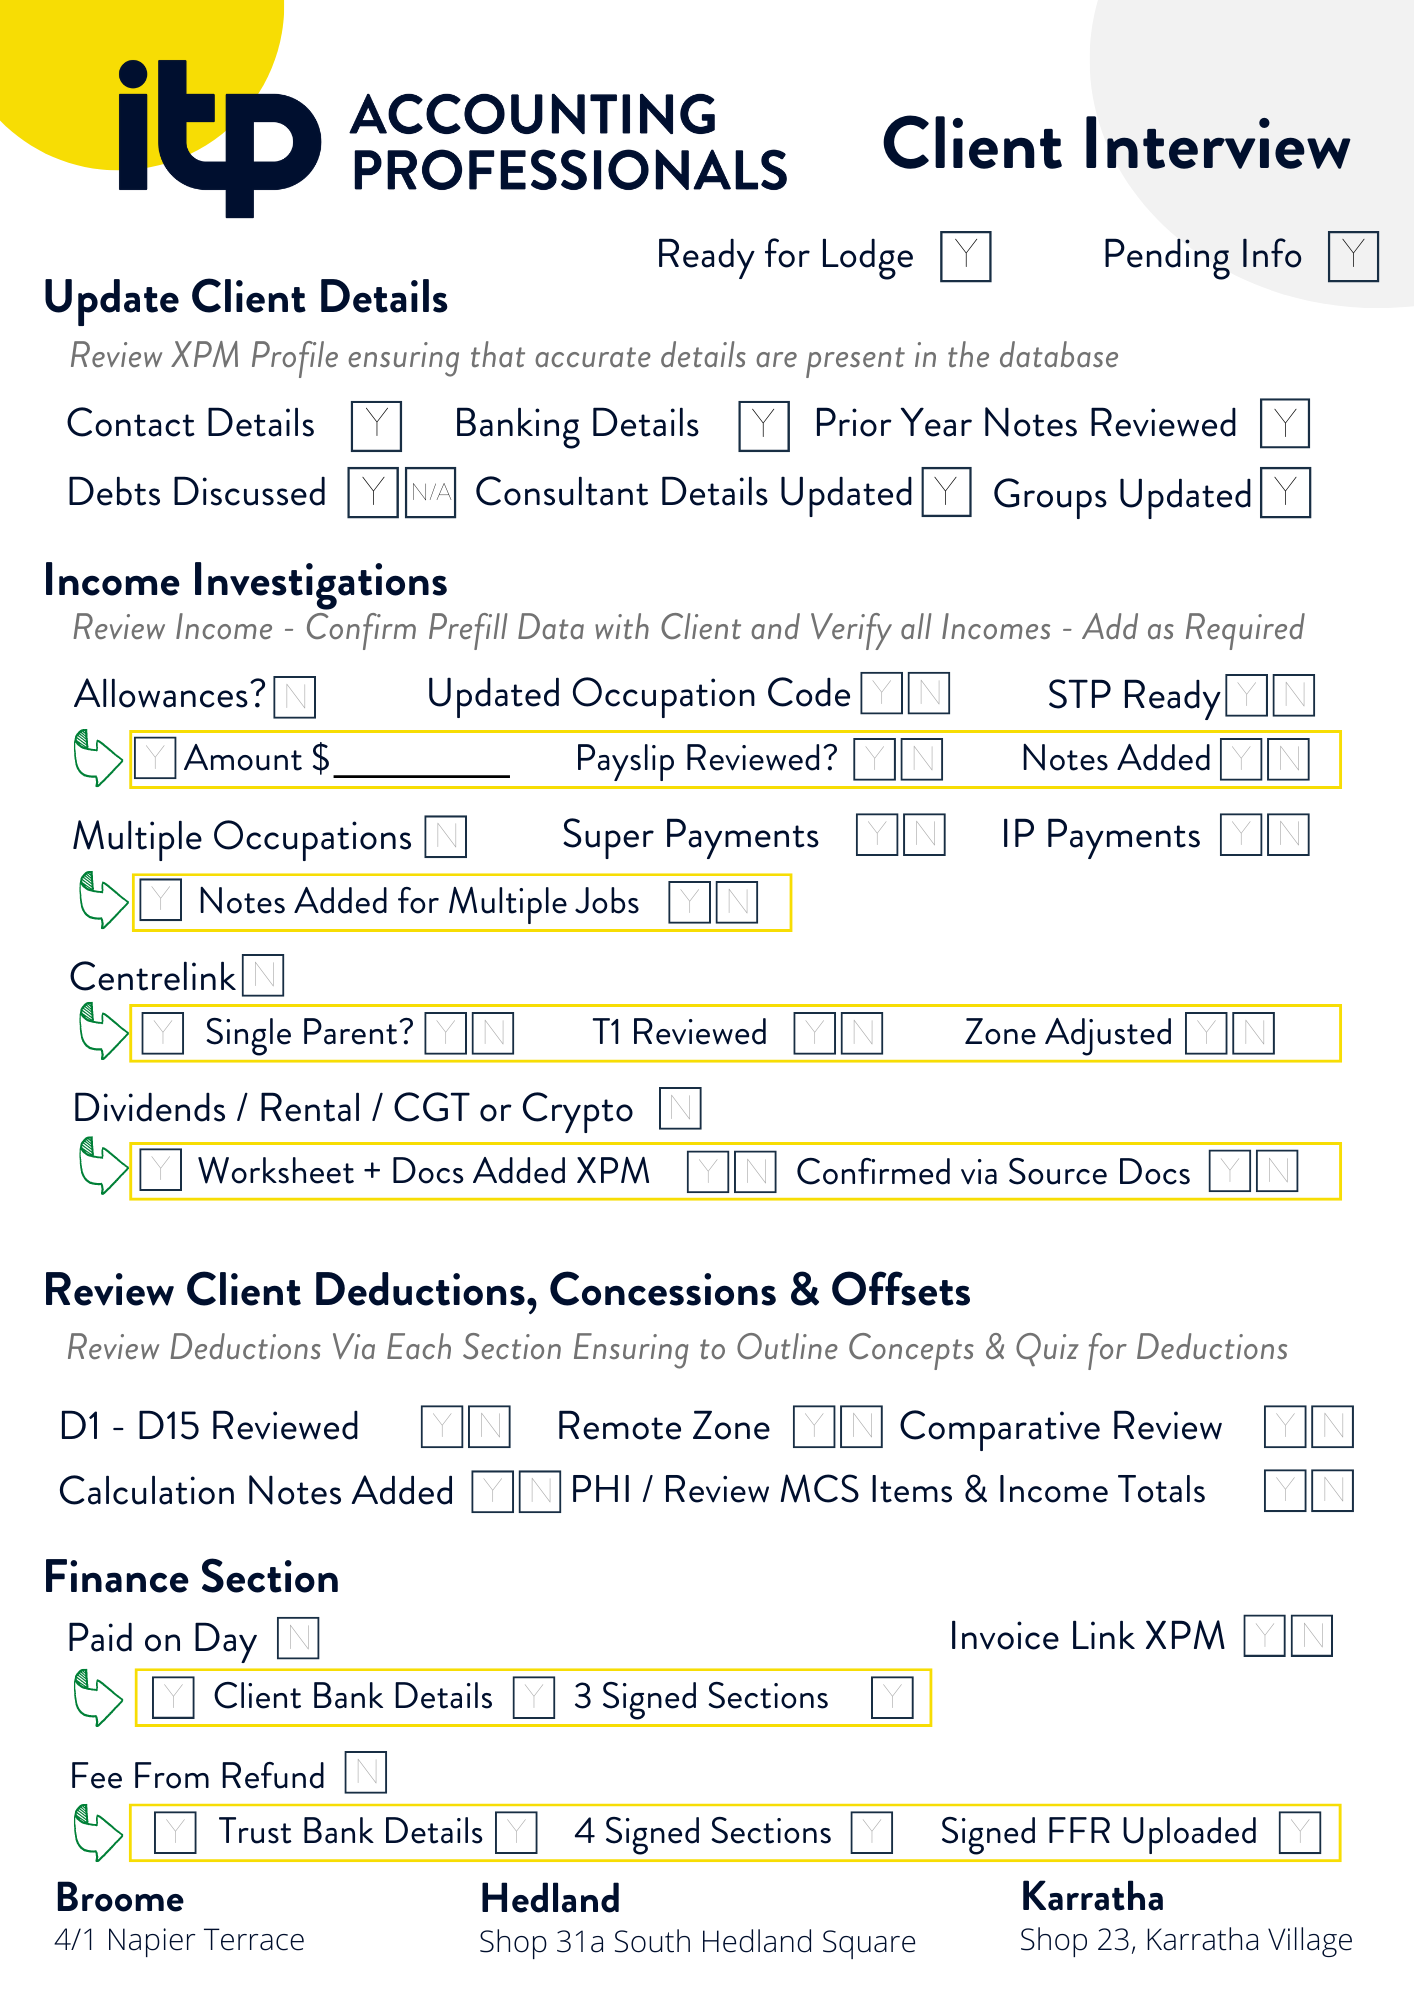 itp ACCOUNTING
PROFESSIONALS
Client Interview
Ready for Lodge Y Pending Info Y
Update Client Details
Review XPM Profile ensuring that accurate details are present in the database
Contact Details Y Banking Details Y Prior Year Notes Reviewed Y
Debts Discussed Y N/A Consultant Details Updated Y Groups Updated Y
Income Investigations
Review Income - Confirm Prefill Data with Client and Verify all Incomes - Add as Required
Allowances? N Updated Occupation Code Y N STP Ready Y N
Y Amount $__________ Payslip Reviewed? Y N Notes Added Y N
Multiple Occupations N Super Payments Y N IP Payments Y N
Y Notes Added for Multiple Jobs Y N
Centrelink N
Y Single Parent? Y N T1 Reviewed Y N Zone Adjusted Y N
Dividends / Rental / CGT or Crypto N
Y Worksheet + Docs Added XPM Y N Confirmed via Source Docs Y N
Review Client Deductions, Concessions & Offsets
Review Deductions Via Each Section Ensuring to Outline Concepts & Quiz for Deductions
D1 - D15 Reviewed Y N Remote Zone Y N Comparative Review Y N
Calculation Notes Added Y N PHI / Review MCS Items & Income Totals Y N
Finance Section
Paid on Day N Invoice Link XPM Y N
Y Client Bank Details Y 3 Signed Sections Y
Fee From Refund N
Y Trust Bank Details Y 4 Signed Sections Y Signed FFR Uploaded Y
Broome Hedland Karratha
4/1 Napier Terrace Shop 31a South Hedland Square Shop 23, Karratha Village